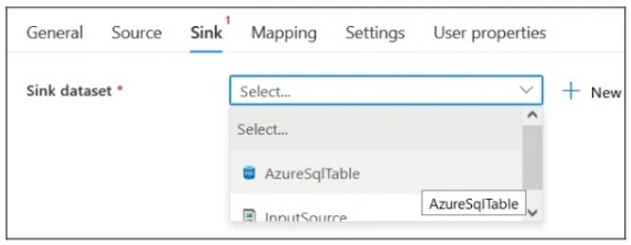 General Source Sink 1 Mapping Settings User properties
Sink dataset * Select... + New
Select...
AzureSqlTable
AzureSqlTable
InputSource